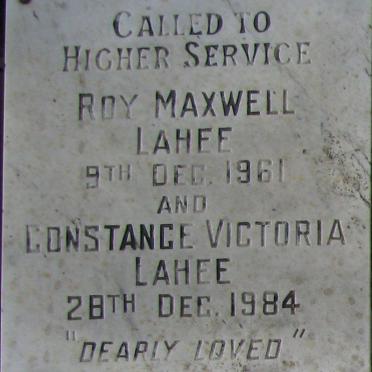 CALLED TO
HIGHER SERVICE
ROY MAXWELL
LAHEE
9TH DEC. 1961
AND
CONSTANCE VICTORIA
LAHEE
28TH DEC. 1984
"DEARLY LOVED"